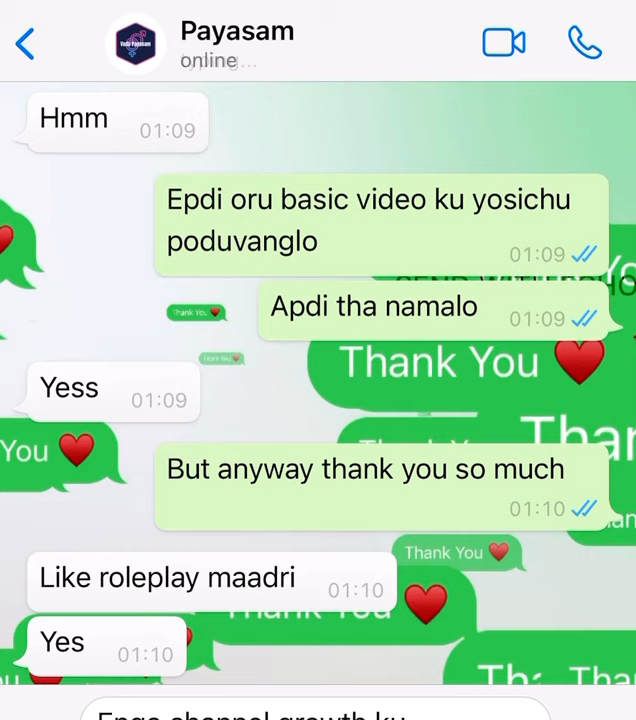 Payasam
online
Hmm
01:09
Epdi oru basic video ku yosichu
poduvanglo
01:09
Apdi tha namalo
01:09
Thank You
Thank You
Yess
01:09
You
But anyway thank you so much
01:10
Thank You
Like roleplay maadri
01:10
Thank You
Yes
01:10